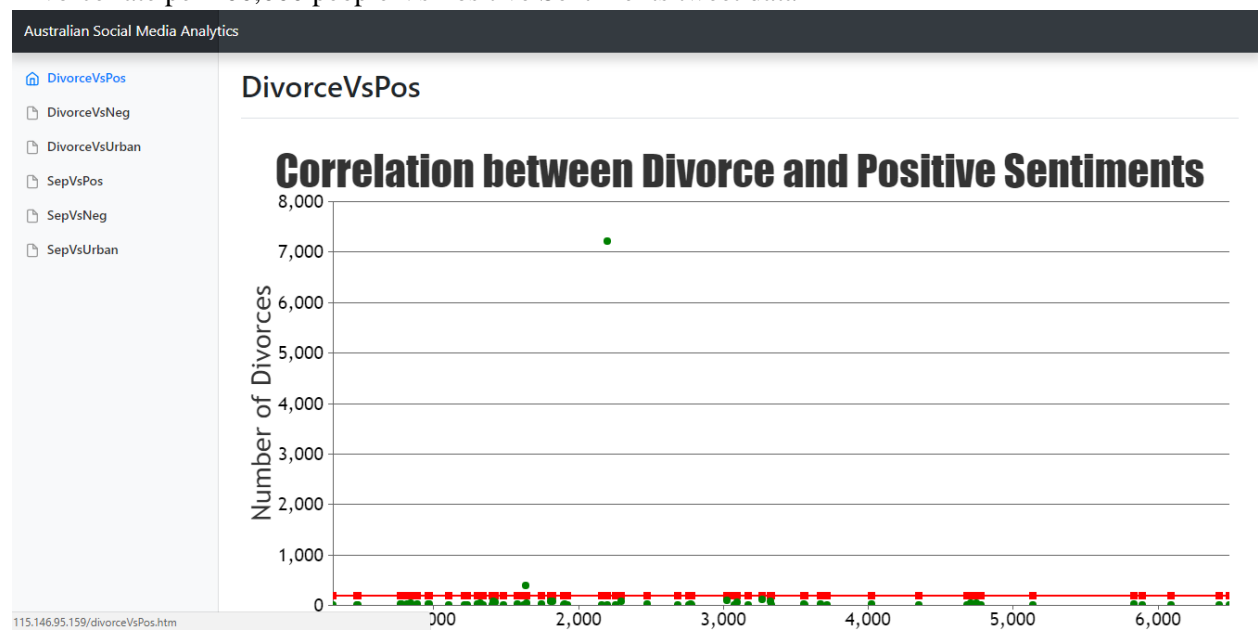 Australian Social Media Analytics
DivorceVsPos
DivorceVsNeg
DivorceVsUrban
SepVsPos
SepVsNeg
SepVsUrban
DivorceVsPos
Correlation between Divorce and Positive Sentiments
Number of Divorces
8,000
7,000
6,000
5,000
4,000
3,000
2,000
1,000
0
2,000
3,000
4,000
5,000
6,000
115.146.95.159/divorceVsPos.htm